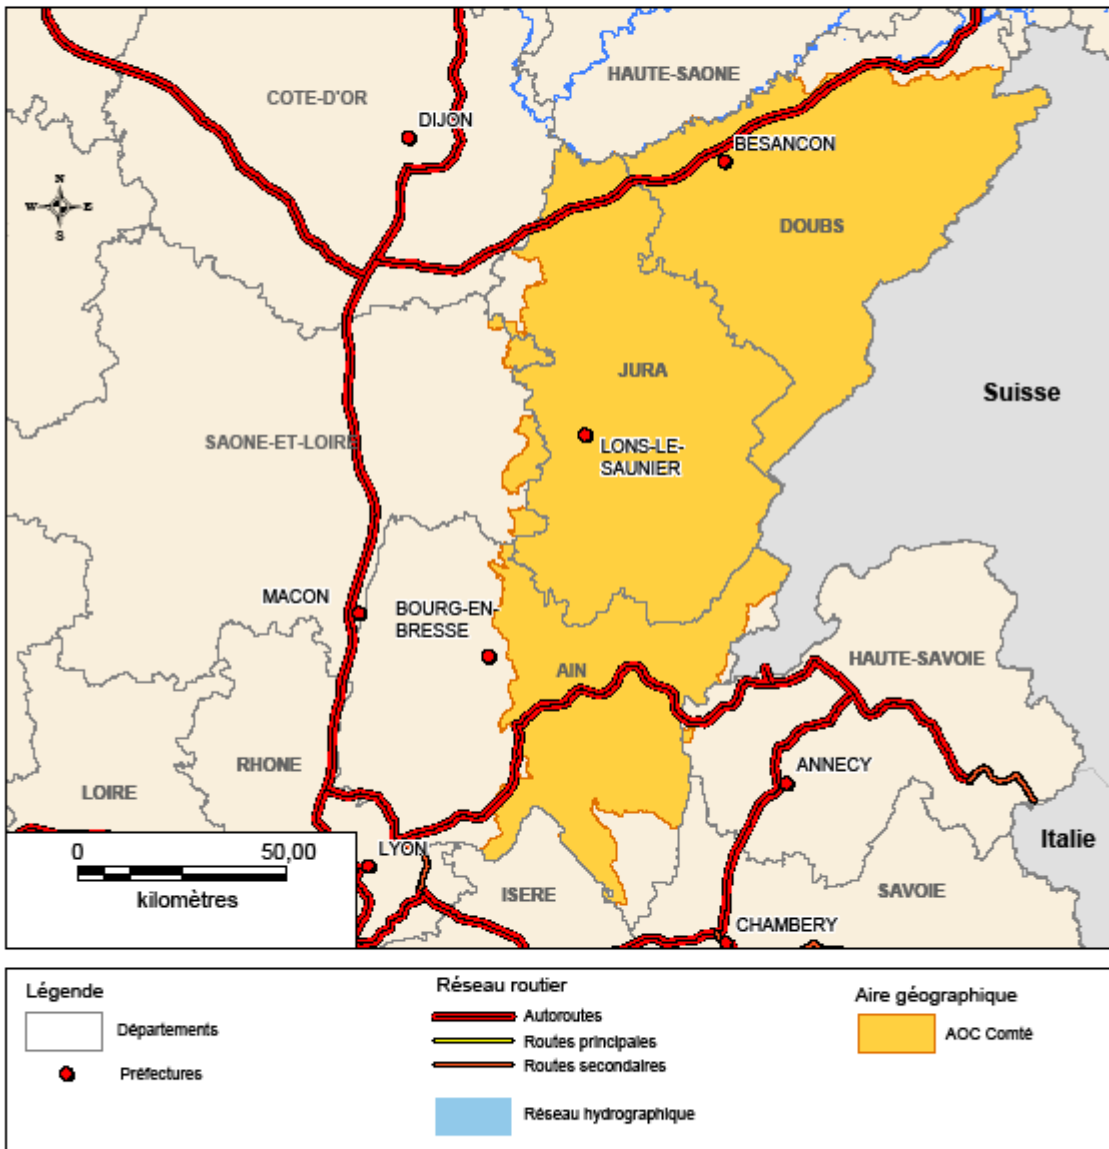 HAUTE-SAONE
COTE-D'OR
DIJON
BESANCON
N
W
E
S
DOUBS
JURA
Suisse
SAONE-ET-LOIRE
LONS-LE-
SAUNIER
MACON
BOURG-EN-
BRESSE
HAUTE-SAVOIE
AIN
RHONE
ANNECY
LOIRE
Italie
0
50,00
kilomètres
LYON
ISERE
SAVOIE
CHAMBERY
Légende
Départements
Préfectures
Réseau routier
Autoroutes
Routes principales
Routes secondaires
Réseau hydrographique
Aire géographique
AOC Comté